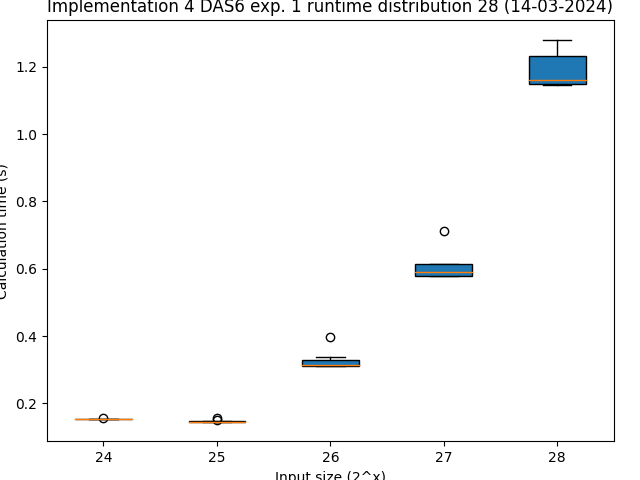 Implementation 4 DAS6 exp. 1 runtime distribution 28 (14-03-2024)
Calculation time (s)
1.2
1.0
0.8
0.6
0.4
0.2
24 25 26 27 28
Input size (2^x)